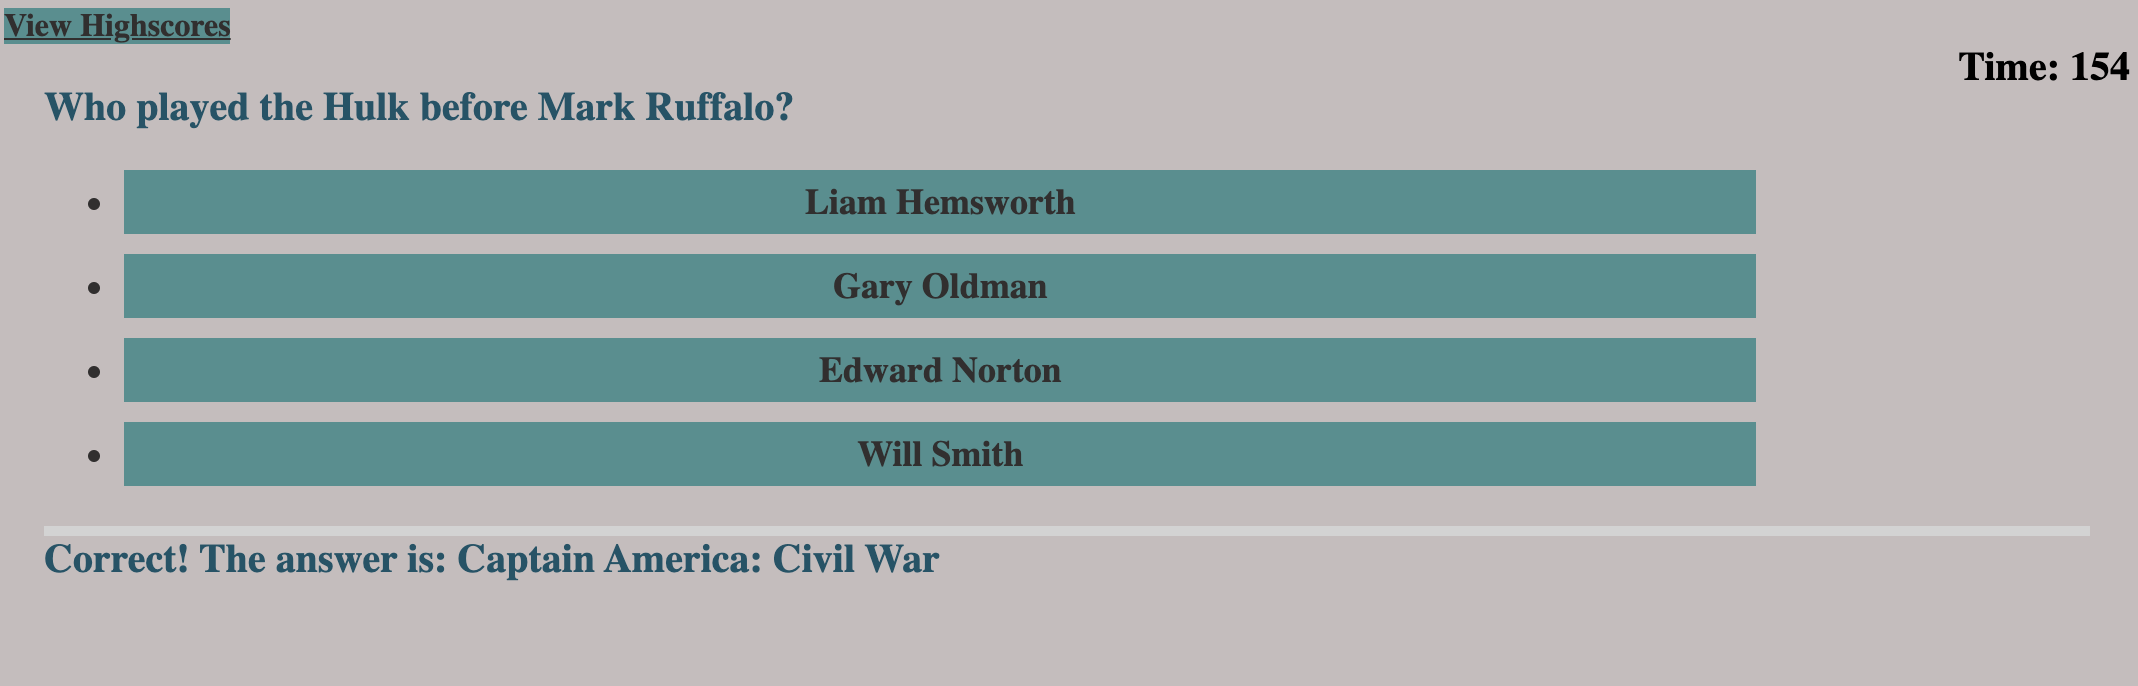 View Highscores
Time: 154
Who played the Hulk before Mark Ruffalo?
Liam Hemsworth
Gary Oldman
Edward Norton
Will Smith
Correct! The answer is: Captain America: Civil War